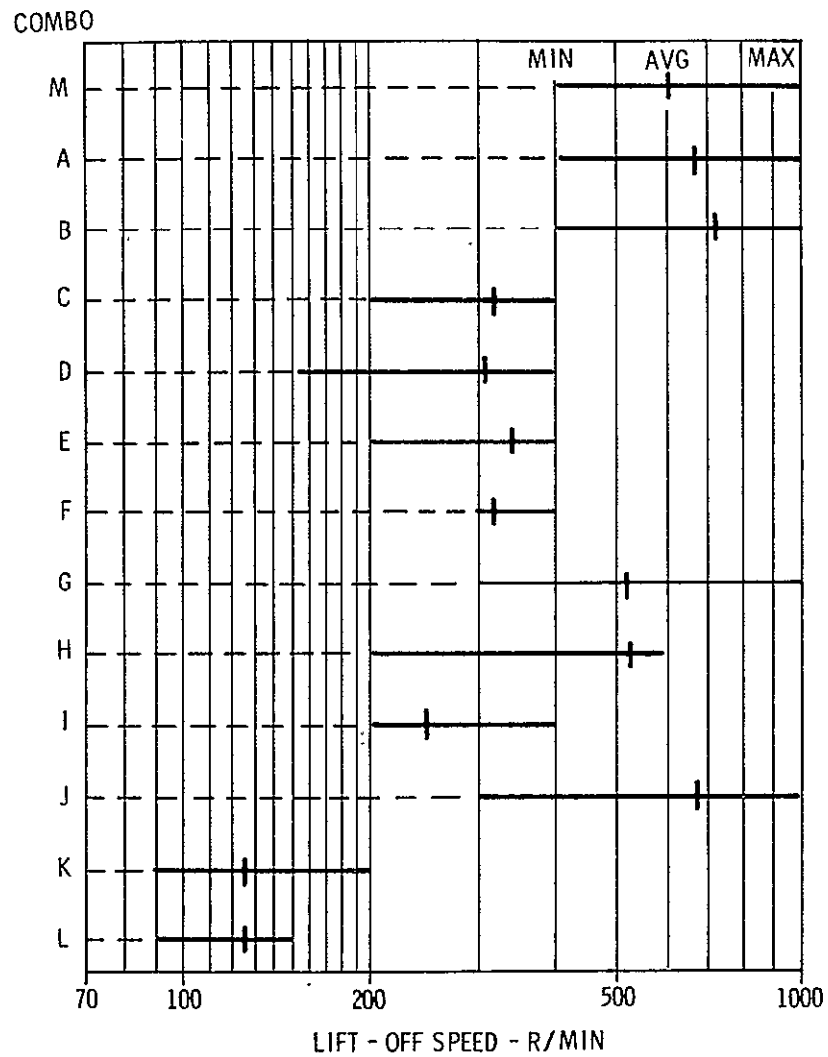 COMBO
MIN AVG MAX
M
A
B
C
D
E
F
G
H
I
J
K
L
70 100 200 500 1000
LIFT - OFF SPEED - R/MIN